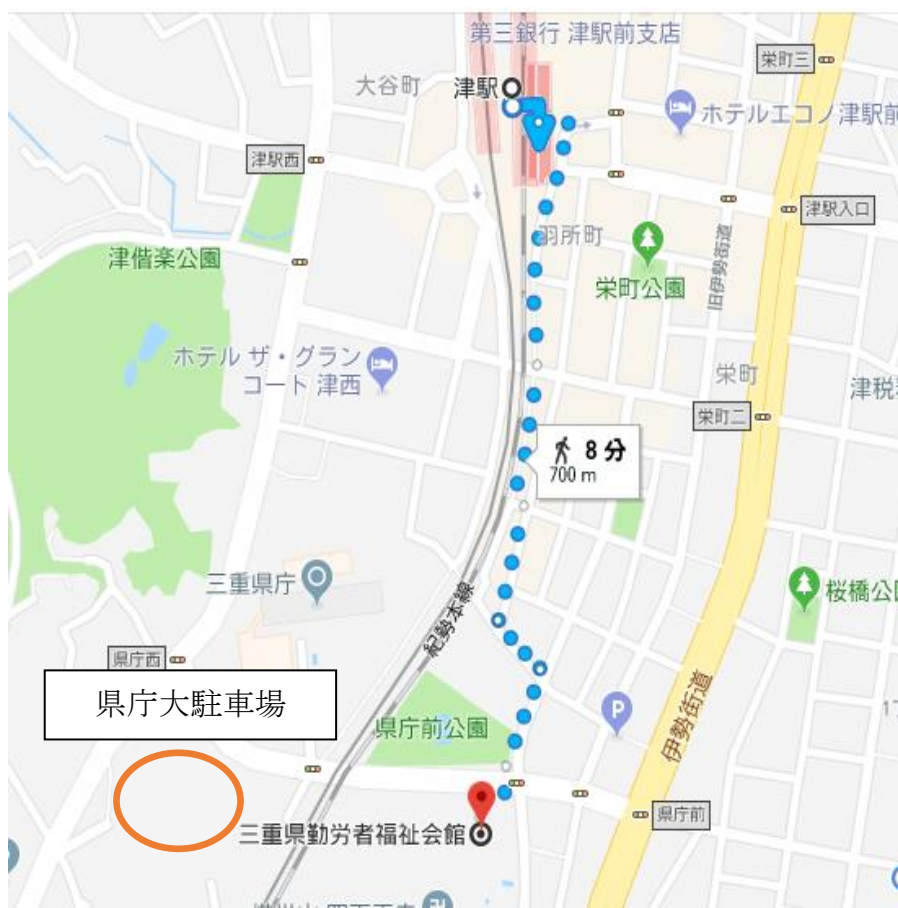 第三銀行 津駅前支店
栄町三
大谷町
津駅
ホテルエコノ津駅前
津駅西
津駅入口
羽所町
旧伊勢街道
津偕楽公園
栄町公園
ホテル ザ・グラン
コート 津西
栄町
津税
栄町二
8 分
700 m
三重県庁
紀勢本線
桜橋公
県庁西
県庁大駐車場
P
伊勢街道
県庁前公園
県庁前
三重県勤労者福祉会館